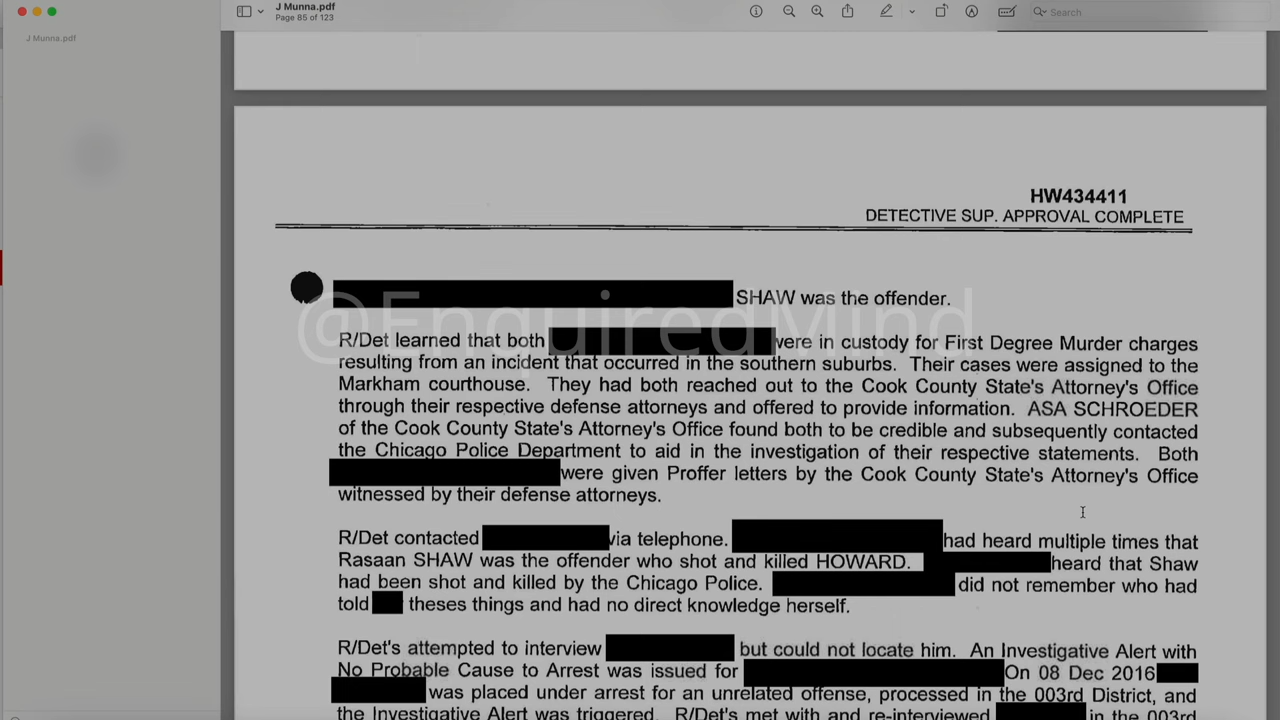 J Munna.pdf
Page 85 of 123
Search
J Munna.pdf
HW434411
DETECTIVE SUP. APPROVAL COMPLETE
SHAW was the offender.
@EnquiredMind
R/Det learned that both were in custody for First Degree Murder charges
resulting from an incident that occurred in the southern suburbs. Their cases were assigned to the
Markham courthouse. They had both reached out to the Cook County State's Attorney's Office
through their respective defense attorneys and offered to provide information. ASA SCHROEDER
of the Cook County State's Attorney's Office found both to be credible and subsequently contacted
the Chicago Police Department to aid in the investigation of their respective statements. Both
were given Proffer letters by the Cook County State's Attorney's Office
witnessed by their defense attorneys.
R/Det contacted via telephone. had heard multiple times that
Rasaan SHAW was the offender who shot and killed HOWARD. heard that Shaw
had been shot and killed by the Chicago Police. did not remember who had
told theses things and had no direct knowledge herself.
R/Det's attempted to interview but could not locate him. An Investigative Alert with
No Probable Cause to Arrest was issued for On 08 Dec 2016
was placed under arrest for an unrelated offense, processed in the 003rd District, and
the Investigative Alert was triggered. R/Det's met with and re-interviewed in the 003rd